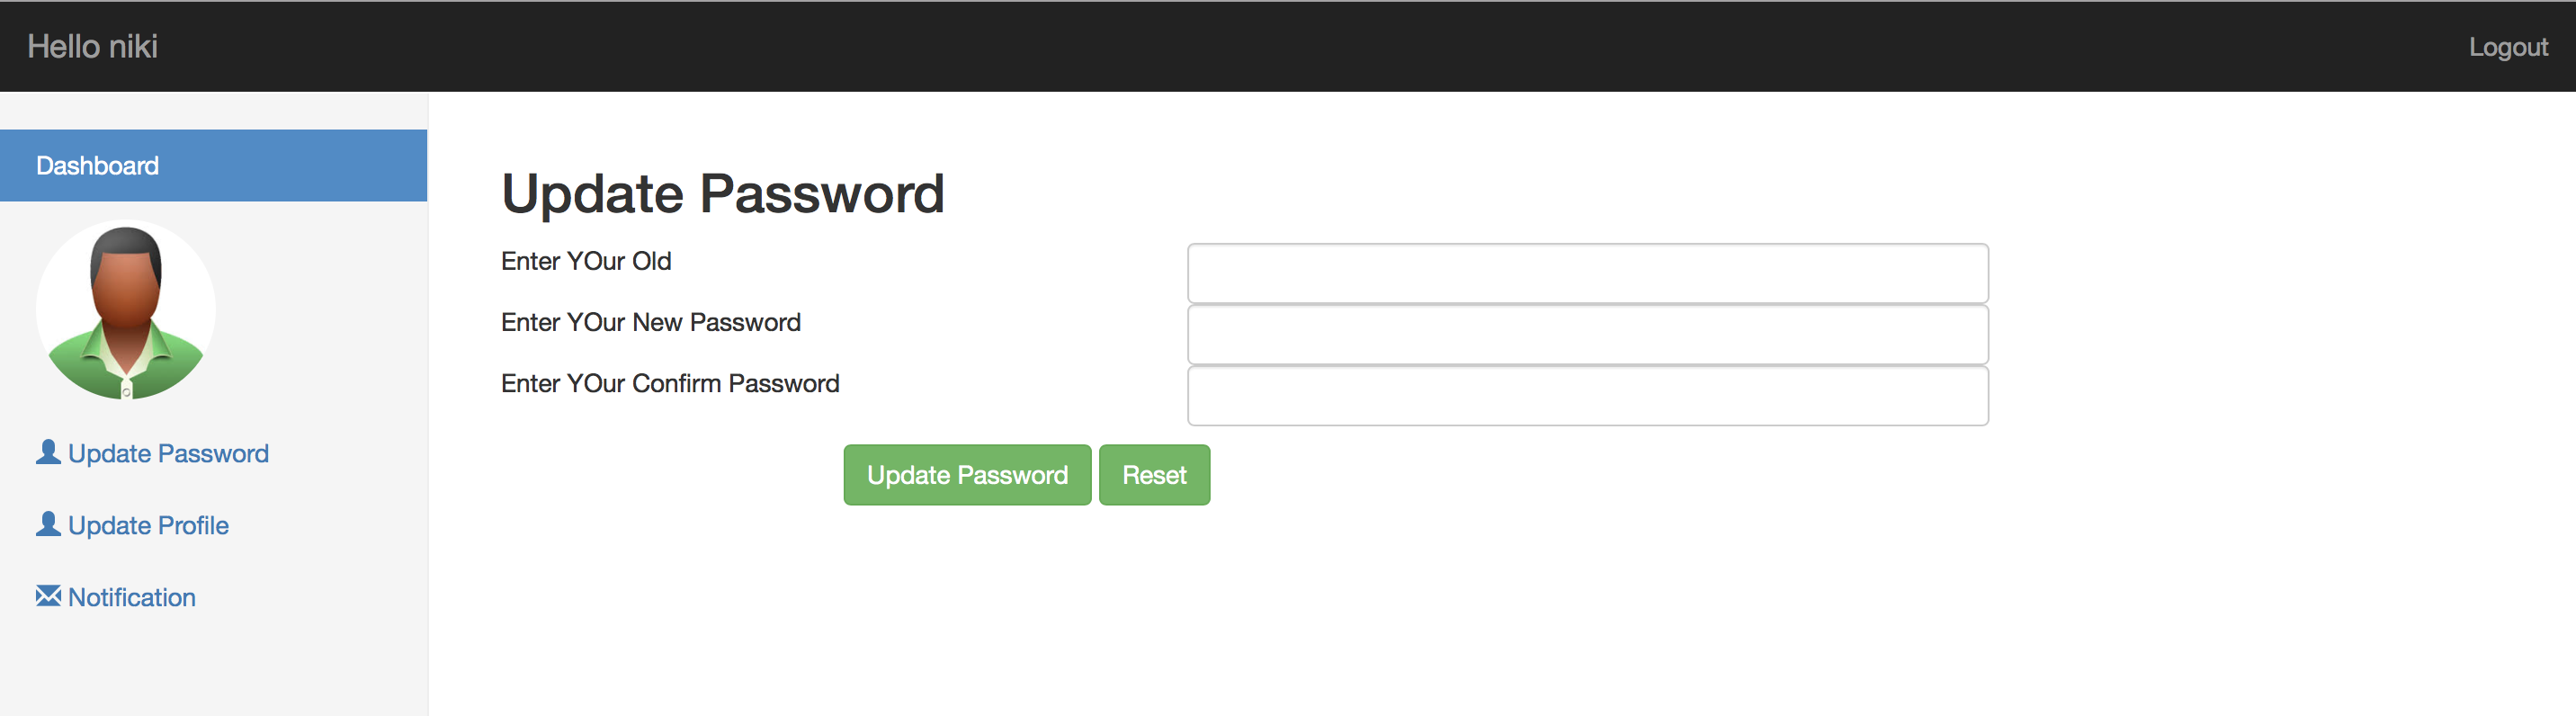 Hello niki
Logout
Dashboard
Update Password
Update Profile
Notification
Update Password
Enter YOur Old
Enter YOur New Password
Enter YOur Confirm Password
Update Password
Reset